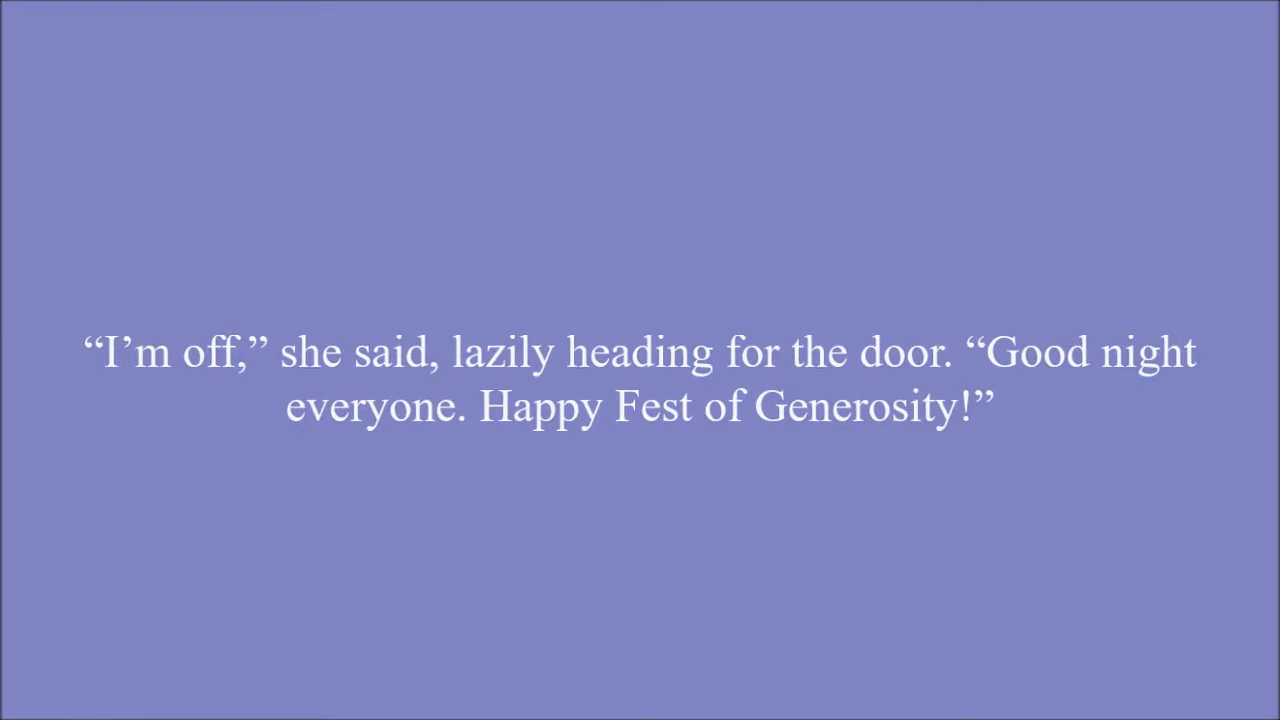 “I’m off,” she said, lazily heading for the door. “Good night
everyone. Happy Fest of Generosity!”